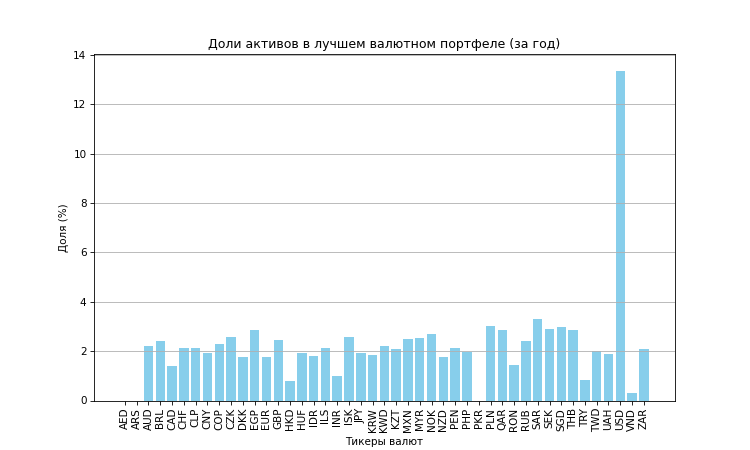 Доли активов в лучшем валютном портфеле (за год)
Доля (%)
14
12
10
8
6
4
2
0
AED ARS AUD BRL CAD CHF CLP CNY COP CZK DKK EGP EUR GBP HKD HUF IDR ILS INR ISK JPY KRW KWD KZT MXN MYR NOK NZD PEN PHP PKR PLN QAR RON RUB SAR SEK SGD THB TRY TWD UAH USD VND ZAR
Тикеры валют